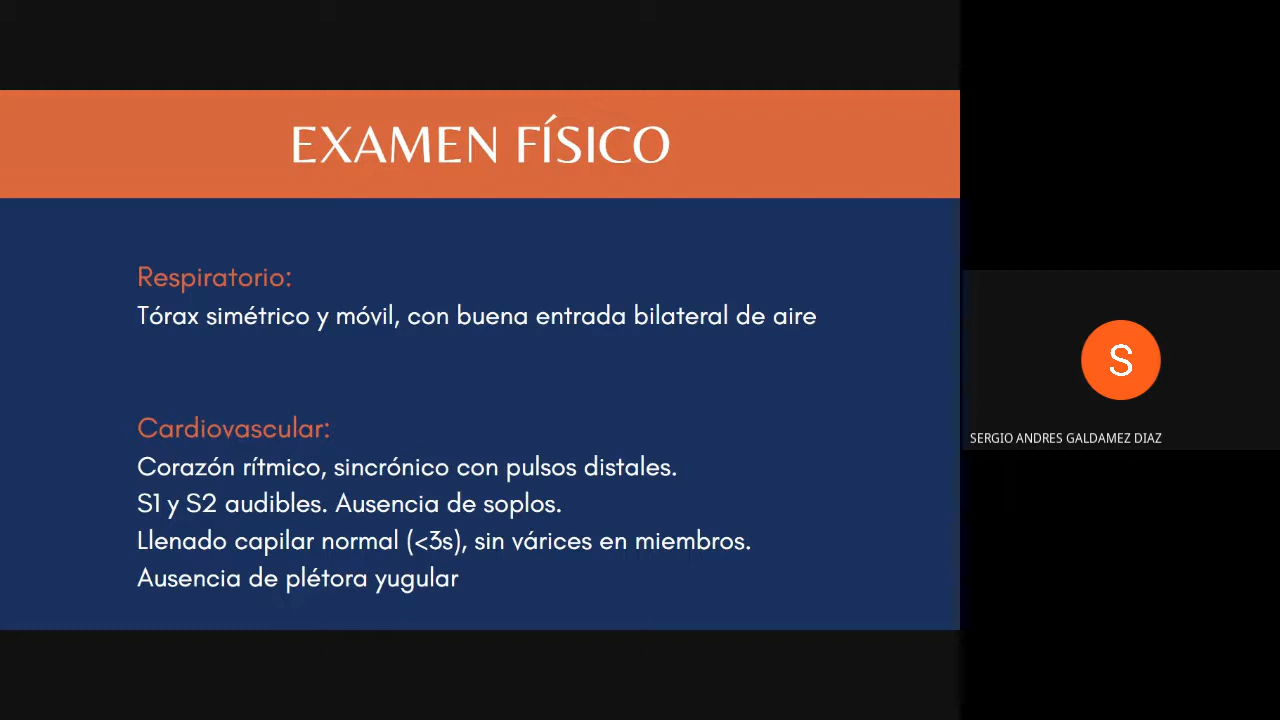 EXAMEN FÍSICO
Respiratorio:
Tórax simétrico y móvil, con buena entrada bilateral de aire
Cardiovascular:
Corazón rítmico, sincrónico con pulsos distales.
S1 y S2 audibles. Ausencia de soplos.
Llenado capilar normal (<3s), sin várices en miembros.
Ausencia de plétora yugular
S
SERGIO ANDRES GALDAMEZ DIAZ